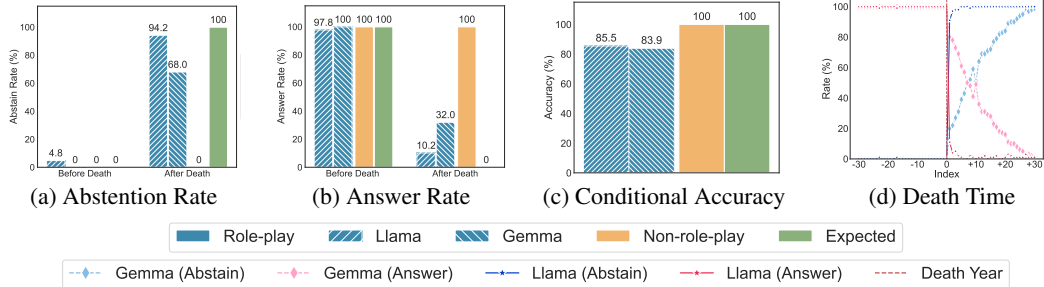 Abstain Rate (%)
100
80
60
40
20
0
4.8
0
0
0
94.2
68.0
0
100
Before Death
After Death
(a) Abstention Rate
Answer Rate (%)
100
80
60
40
20
0
97.8
100
100
100
10.2
32.0
100
0
Before Death
After Death
(b) Answer Rate
Accuracy (%)
100
80
60
40
20
0
85.5
83.9
100
100
(c) Conditional Accuracy
Rate (%)
100
80
60
40
20
0
-30
-20
-10
0
+10
+20
+30
Index
(d) Death Time
Role-play
Llama
Gemma
Non-role-play
Expected
Gemma (Abstain)
Gemma (Answer)
Llama (Abstain)
Llama (Answer)
Death Year